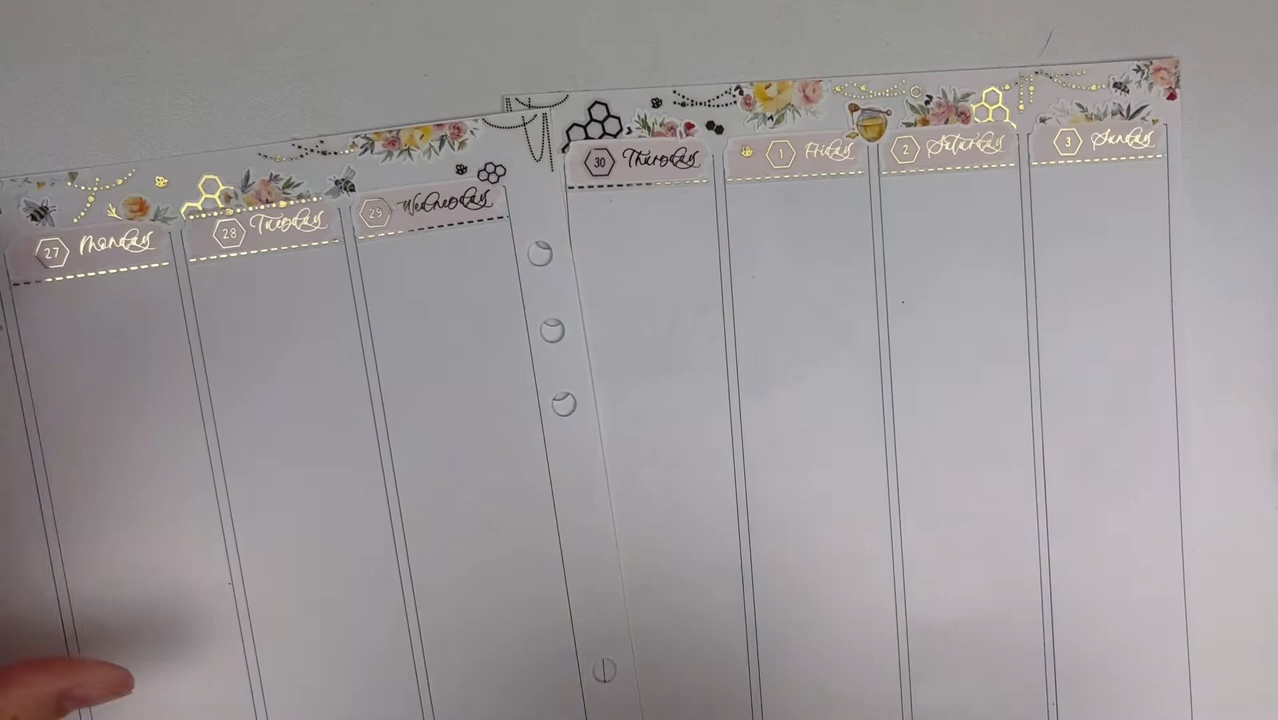 27 Monday
28 Tuesday
29 Wednesday
30 Thursday
1 Friday
2 Saturday
3 Sunday